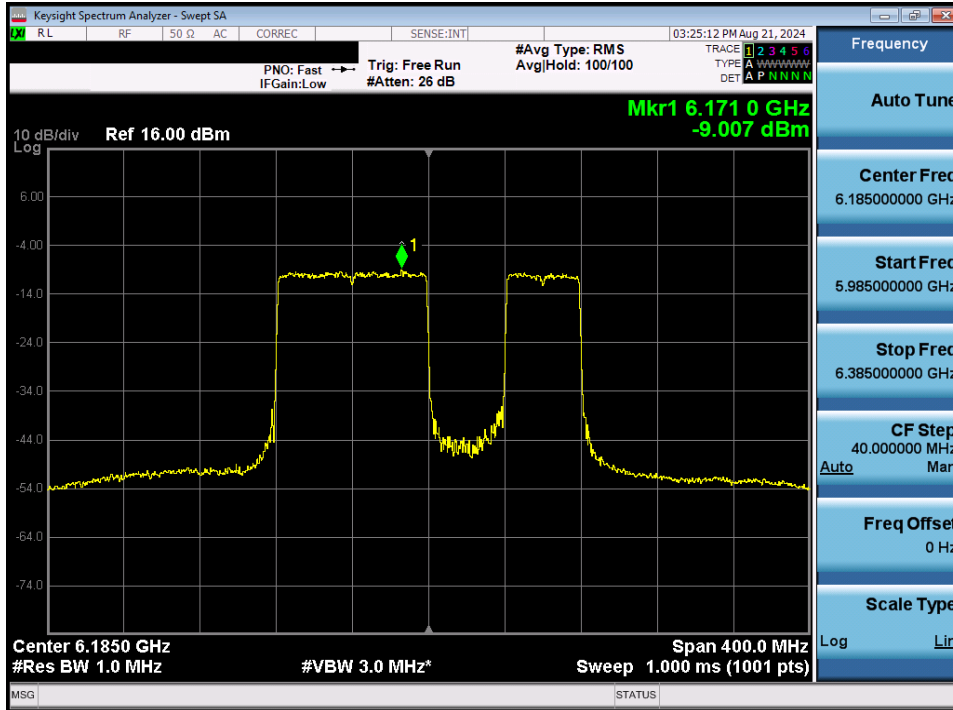 Keysight Spectrum Analyzer - Swept SA
LXI RL RF 50 Ω AC CORREC SENSE:INT 03:25:12 PM Aug 21, 2024
PNO: Fast
IFGain:Low
Trig: Free Run
#Atten: 26 dB
#Avg Type: RMS
Avg|Hold: 100/100
TRACE 1 2 3 4 5 6
TYPE A WWWWW
DET A P N N N N
Mkr1 6.171 0 GHz
-9.007 dBm
10 dB/div Ref 16.00 dBm
Log
6.00
-4.00
-14.0
-24.0
-34.0
-44.0
-54.0
-64.0
-74.0
1
Center 6.1850 GHz Span 400.0 MHz
#Res BW 1.0 MHz #VBW 3.0 MHz* Sweep 1.000 ms (1001 pts)
MSG STATUS
Frequency
Auto Tune
Center Freq
6.185000000 GHz
Start Freq
5.985000000 GHz
Stop Freq
6.385000000 GHz
CF Step
40.000000 MHz
Auto Man
Freq Offset
0 Hz
Scale Type
Log Lin